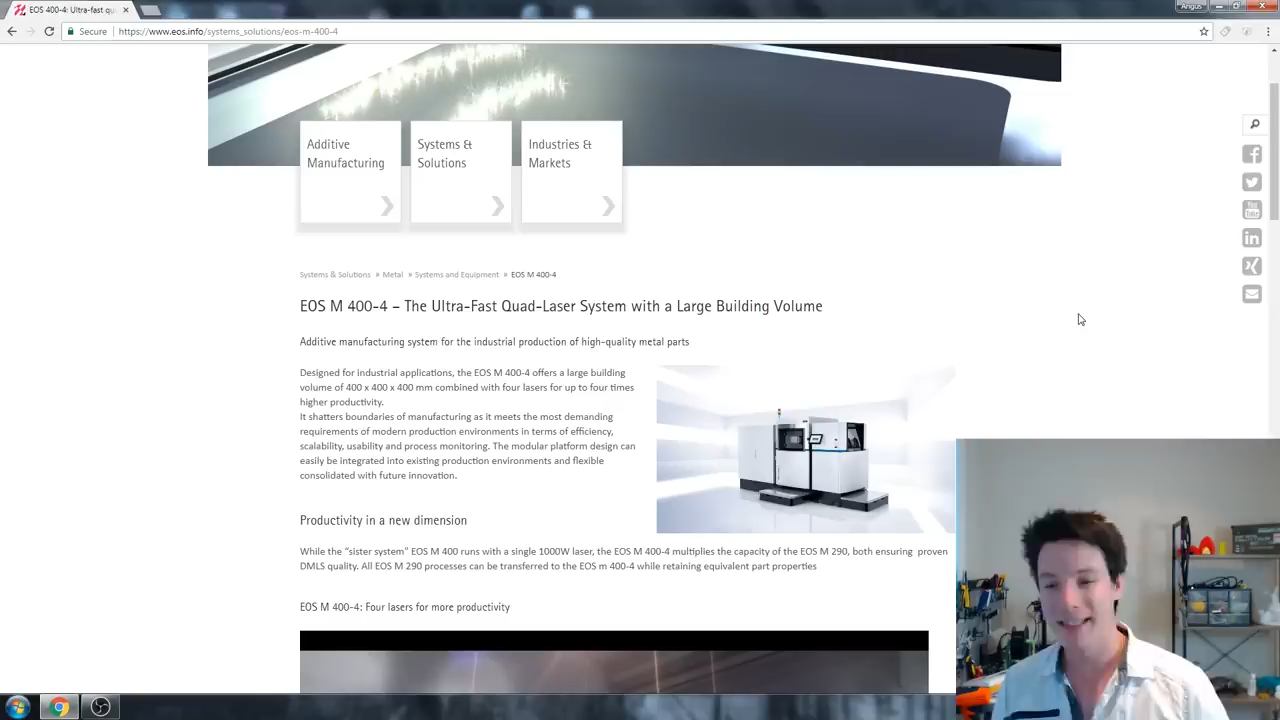 EOS 400-4: Ultra-fast qu
Angus
Secure
https://www.eos.info/systems_solutions/eos-m-400-4
Additive
Manufacturing
Systems &
Solutions
Industries &
Markets
You
Tube
in
Systems & Solutions » Metal » Systems and Equipment » EOS M 400-4
EOS M 400-4 – The Ultra-Fast Quad-Laser System with a Large Building Volume
Additive manufacturing system for the industrial production of high-quality metal parts
Designed for industrial applications, the EOS M 400-4 offers a large building
volume of 400 x 400 x 400 mm combined with four lasers for up to four times
higher productivity.
It shatters boundaries of manufacturing as it meets the most demanding
requirements of modern production environments in terms of efficiency,
scalability, usability and process monitoring. The modular platform design can
easily be integrated into existing production environments and flexible
consolidated with future innovation.
Productivity in a new dimension
While the “sister system” EOS M 400 runs with a single 1000W laser, the EOS M 400-4 multiplies the capacity of the EOS M 290, both ensuring proven
DMLS quality. All EOS M 290 processes can be transferred to the EOS m 400-4 while retaining equivalent part properties
EOS M 400-4: Four lasers for more productivity